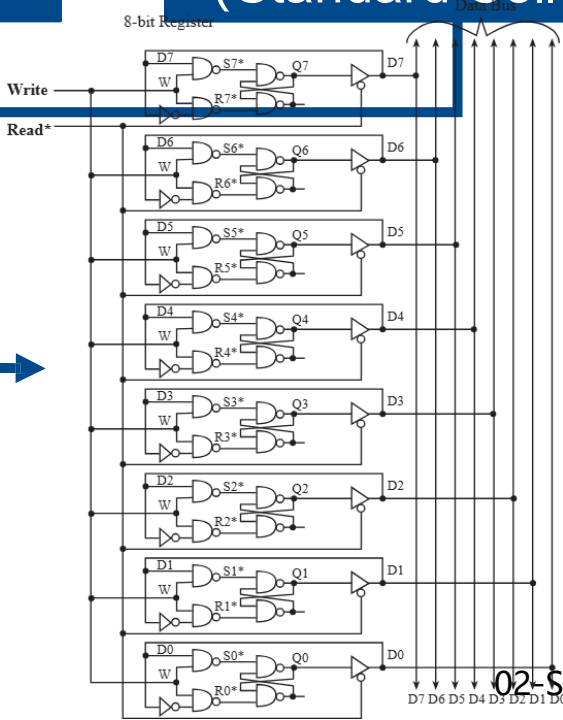 8-bit Register
Data Bus
D7 S7* Q7 D7
W
Write
R7*
Read*
D6 S6* Q6 D6
W
R6*
D5 S5* Q5 D5
W
R5*
D4 S4* Q4 D4
W
R4*
D3 S3* Q3 D3
W
R3*
D2 S2* Q2 D2
W
R2*
D1 S1* Q1 D1
W
R1*
D0 S0* Q0 D0
W
R0*
02-S
D7 D6 D5 D4 D3 D2 D1 D0